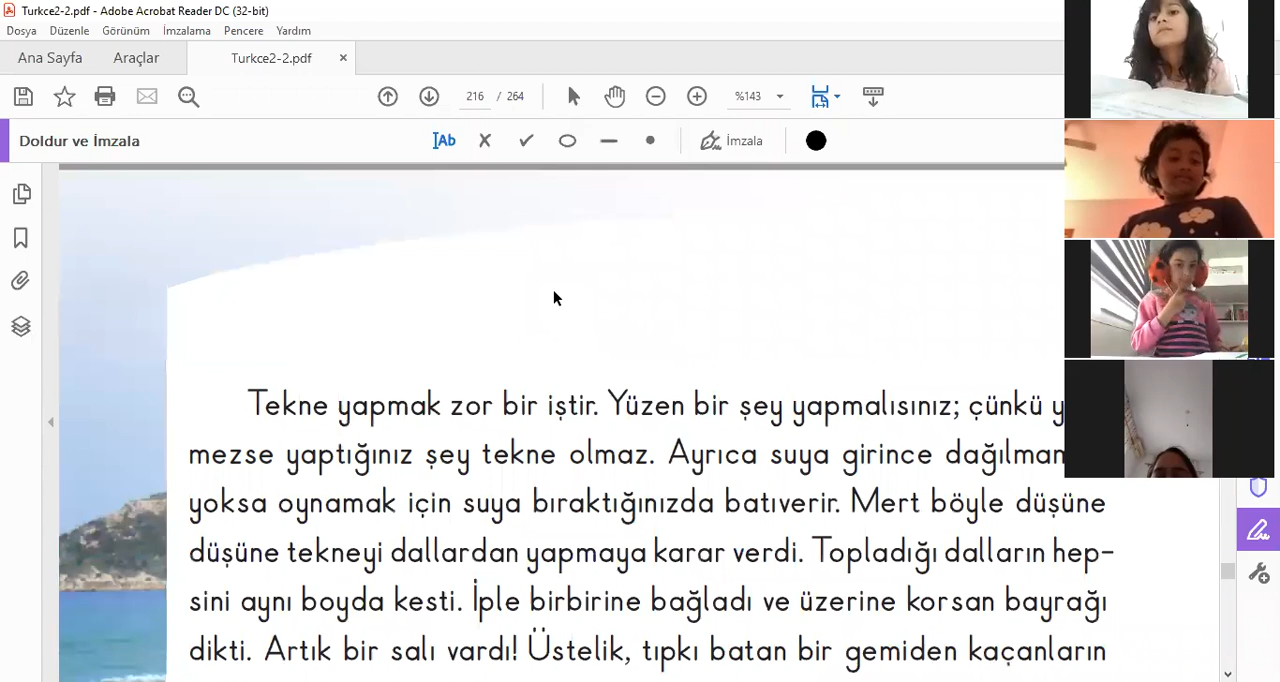 Turkce2-2.pdf - Adobe Acrobat Reader DC (32-bit)
Dosya Düzenle Görünüm İmzalama Pencere Yardım
Ana Sayfa Araçlar Turkce2-2.pdf ×
216 / 264 %143
Doldur ve İmzala Ab İmzala
Tekne yapmak zor bir iştir. Yüzen bir şey yapmalısınız; çünkü
mezse yaptığınız şey tekne olmaz. Ayrıca suya girince
yoksa oynamak için suya bıraktığınızda batıverir. Mert böyle düşüne
düşüne tekneyi dallardan yapmaya karar verdi. Topladığı dalların hep-
sini aynı boyda kesti. İple birbirine bağladı ve üzerine korsan bayrağı
dikti. Artık bir salı vardı! Üstelik, tıpkı batan bir gemiden kaçanların